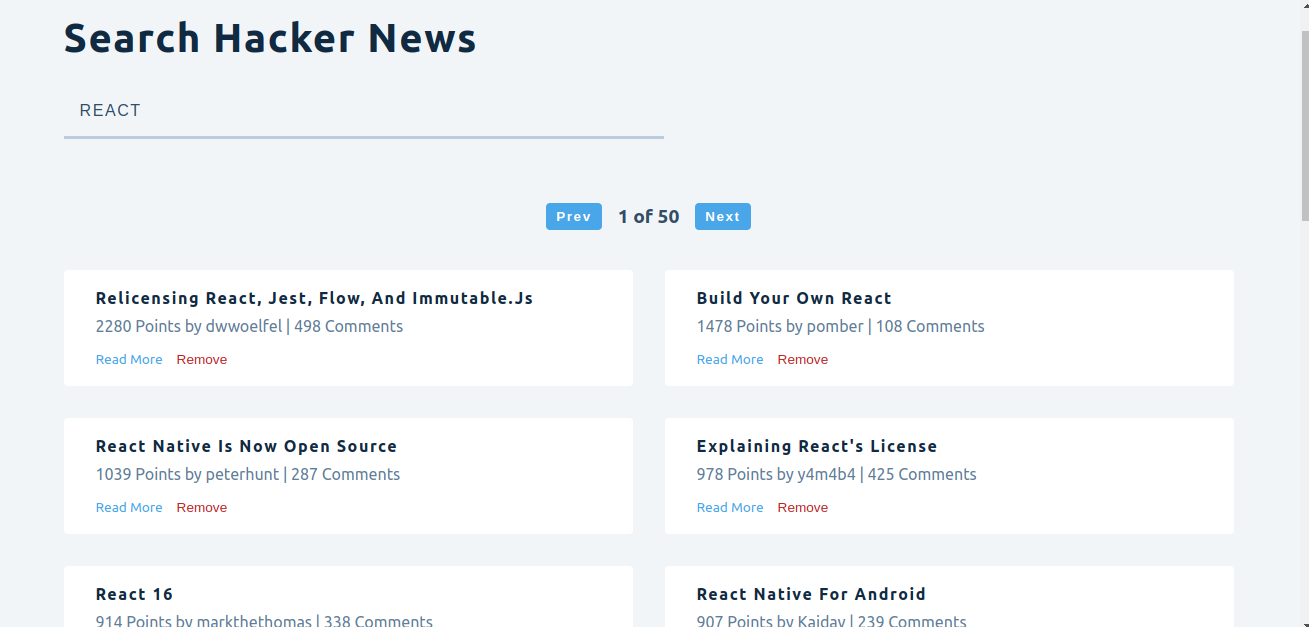 Search Hacker News
REACT
Prev 1 of 50 Next
Relicensing React, Jest, Flow, And Immutable.Js
2280 Points by dwwoelfel | 498 Comments
Read More Remove
Build Your Own React
1478 Points by pomber | 108 Comments
Read More Remove
React Native Is Now Open Source
1039 Points by peterhunt | 287 Comments
Read More Remove
Explaining React's License
978 Points by y4m4b4 | 425 Comments
Read More Remove
React 16
914 Points by markthethomas | 338 Comments
React Native For Android
907 Points by Kaiday | 239 Comments